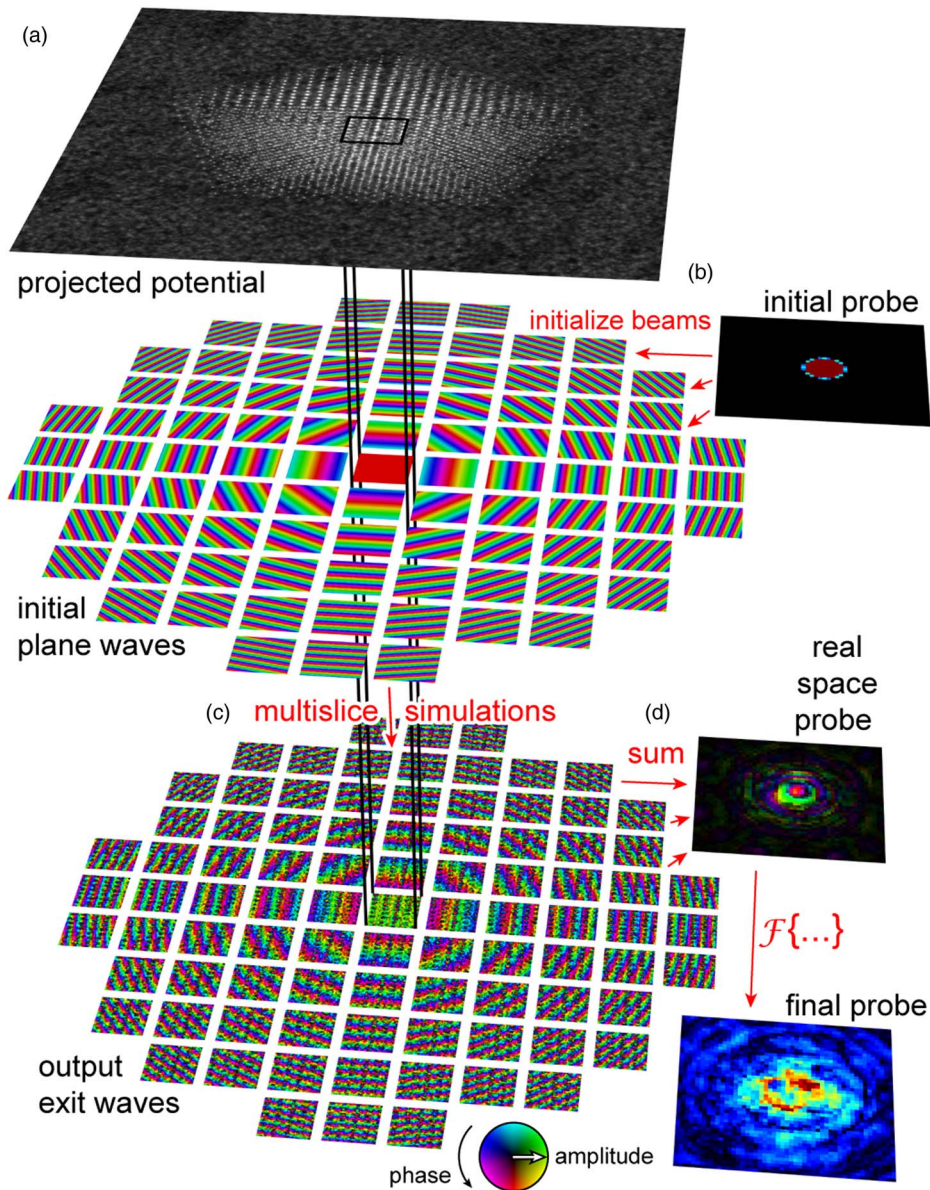 (a)
projected potential
(b)
initial probe
initialize beams
initial
plane waves
(c)
multislice simulations
(d)
real
space
probe
sum
ℱ{...}
final probe
output
exit waves
phase
amplitude